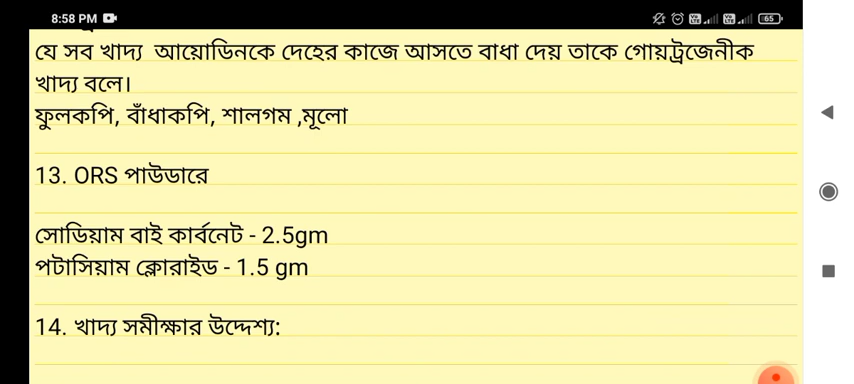 8:58 PM
65
যে সব খাদ্য আয়োডিনকে দেহের কাজে আসতে বাধা দেয় তাকে গোয়ট্রজেনীক
খাদ্য বলে।
ফুলকপি, বাঁধাকপি, শালগম ,মূলো
13. ORS পাউডারে
সোডিয়াম বাই কার্বনেট - 2.5gm
পটাসিয়াম ক্লোরাইড - 1.5 gm
14. খাদ্য সমীক্ষার উদ্দেশ্য: